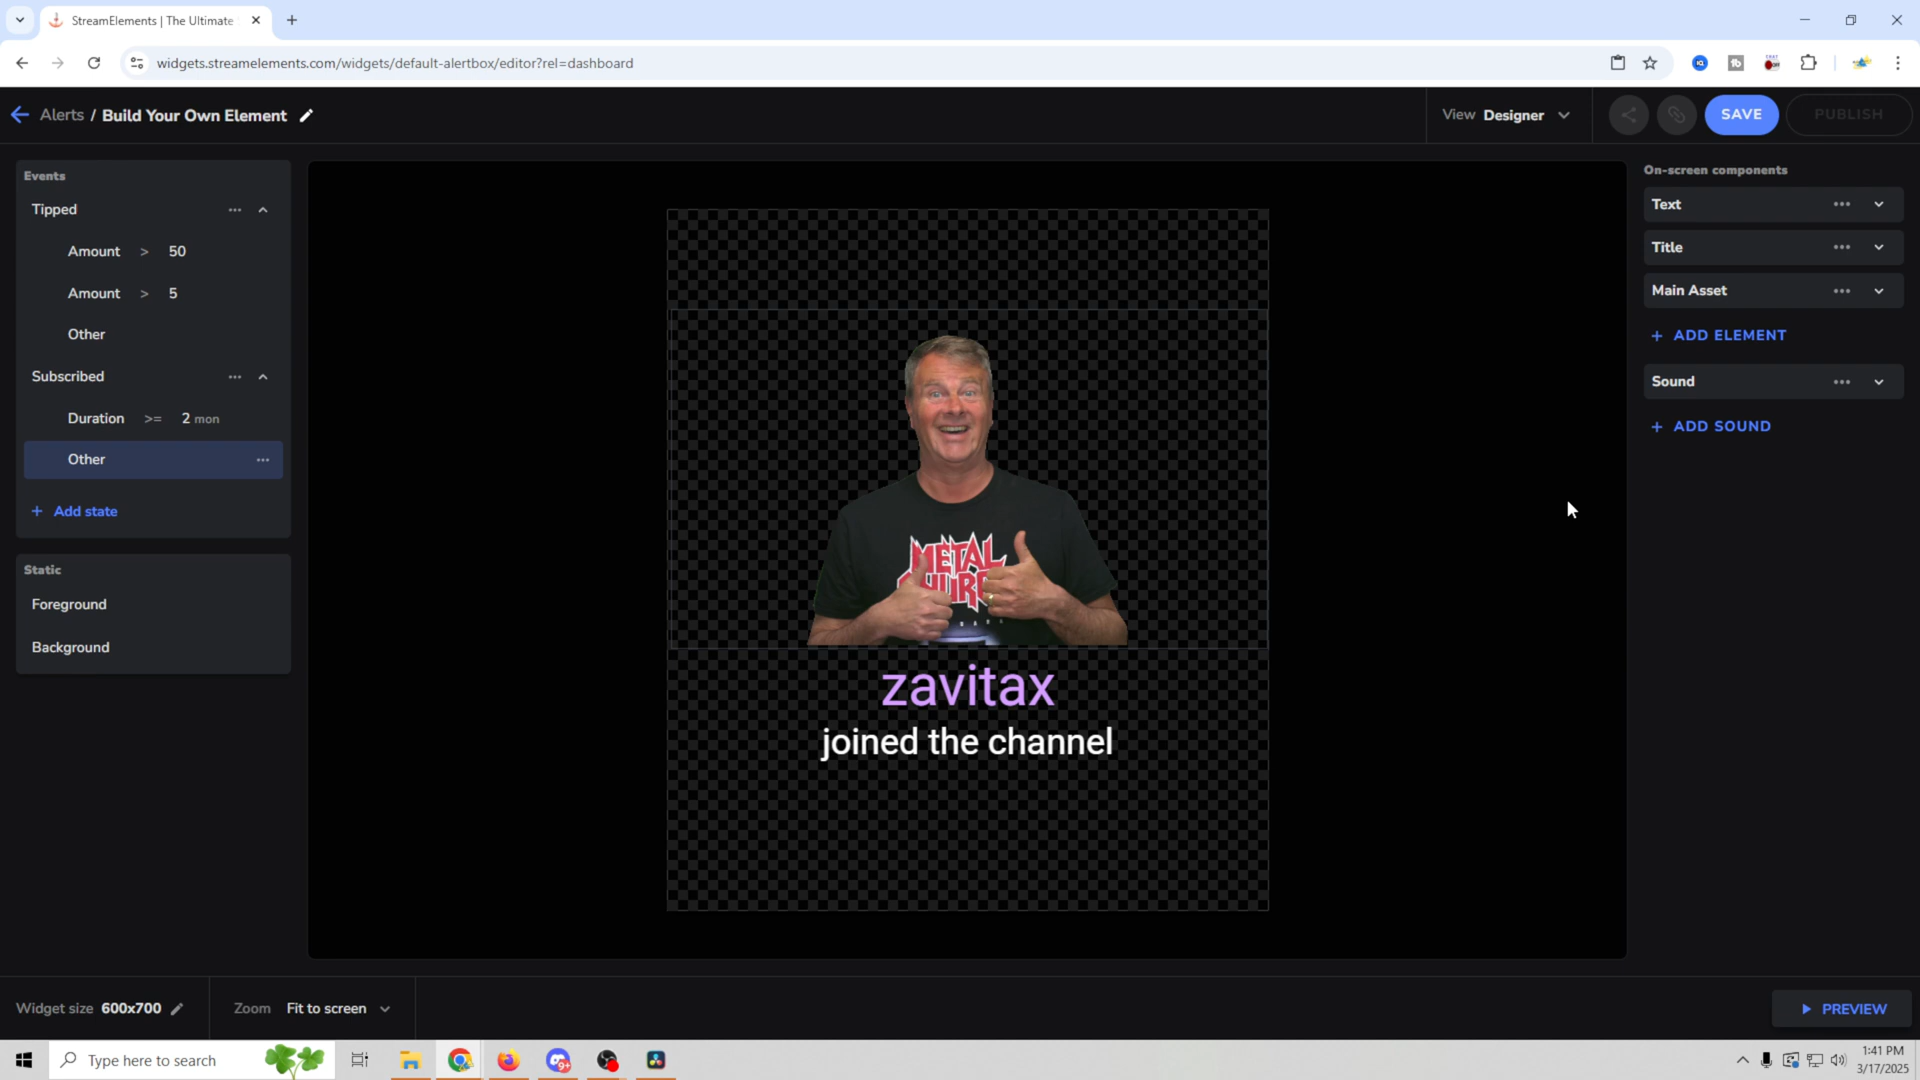 StreamElements | The Ultimate
widgets.streamelements.com/widgets/default-alertbox/editor?rel=dashboard
Alerts / Build Your Own Element
View Designer
SAVE
PUBLISH
Events
Tipped
Amount > 50
Amount > 5
Other
Subscribed
Duration >= 2 mon
Other
+ Add state
Static
Foreground
Background
METAL
zavitax
joined the channel
On-screen components
Text
Title
Main Asset
+ ADD ELEMENT
Sound
+ ADD SOUND
Widget size 600x700
Zoom Fit to screen
PREVIEW
Type here to search
9+
1:41 PM
3/17/2025